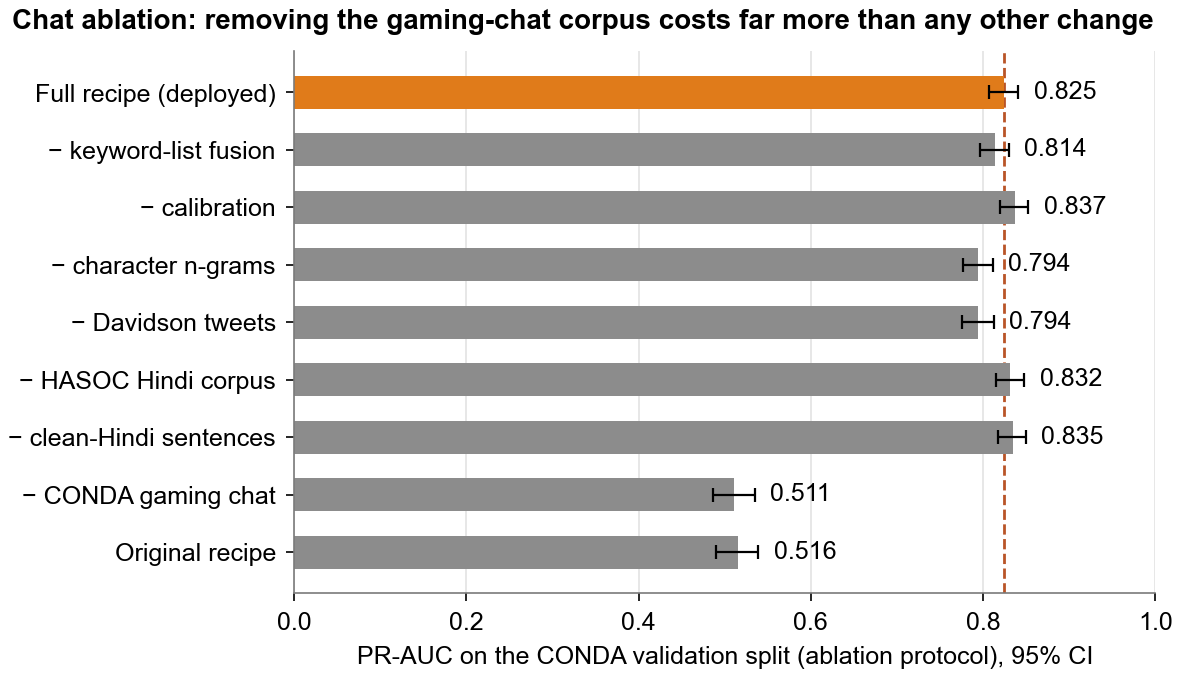 Chat ablation: removing the gaming-chat corpus costs far more than any other change
Full recipe (deployed) 0.825
− keyword-list fusion 0.814
− calibration 0.837
− character n-grams 0.794
− Davidson tweets 0.794
− HASOC Hindi corpus 0.832
− clean-Hindi sentences 0.835
− CONDA gaming chat 0.511
Original recipe 0.516
0.0 0.2 0.4 0.6 0.8 1.0
PR-AUC on the CONDA validation split (ablation protocol), 95% CI